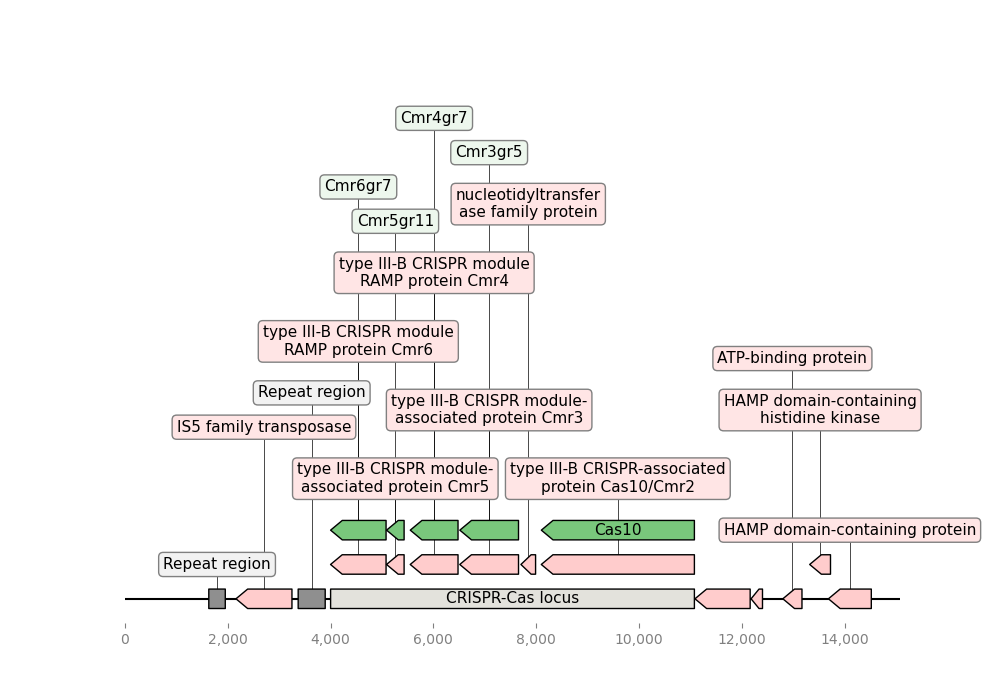 Cmr4gr7
Cmr3gr5
Cmr6gr7
nucleotidyltransfer
ase family protein
Cmr5gr11
type III-B CRISPR module
RAMP protein Cmr4
type III-B CRISPR module
RAMP protein Cmr6
ATP-binding protein
Repeat region
type III-B CRISPR module-
associated protein Cmr3
HAMP domain-containing
histidine kinase
IS5 family transposase
type III-B CRISPR module-
associated protein Cmr5
type III-B CRISPR-associated
protein Cas10/Cmr2
Cas10
HAMP domain-containing protein
Repeat region
CRISPR-Cas locus
0 2,000 4,000 6,000 8,000 10,000 12,000 14,000